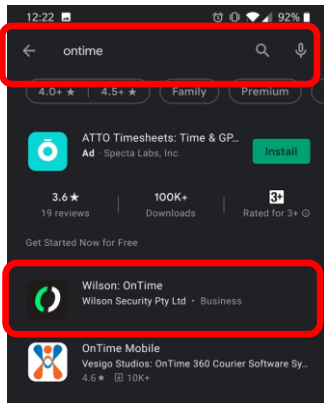 12:22 92%
ontime
4.0+ ★ 4.5+ ★ Family Premium
ATTO Timesheets: Time & GP...
Ad · Specta Labs, Inc.
Install
3.6★ 100K+ 3+
19 reviews Downloads Rated for 3+
Get Started Now for Free
Wilson: OnTime
Wilson Security Pty Ltd • Business
OnTime Mobile
Vesigo Studios: OnTime 360 Courier Software Sy...
4.6★ 10K+